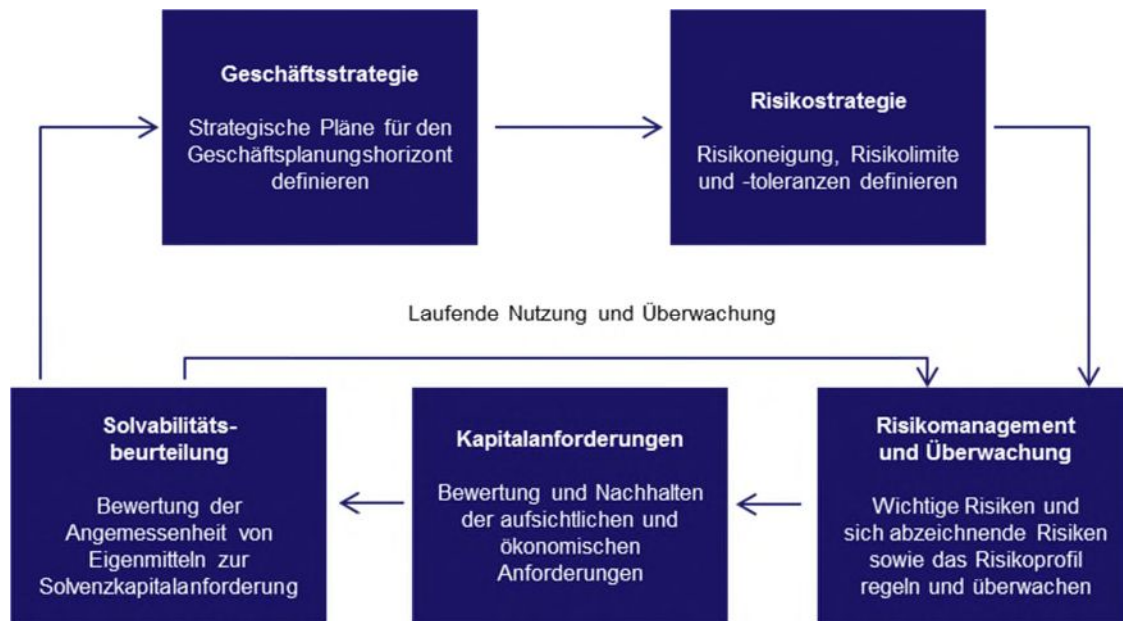 Geschäftsstrategie
Strategische Pläne für den
Geschäftsplanungshorizont
definieren
Risikostrategie
Risikoneigung, Risikolimite
und -toleranzen definieren
Laufende Nutzung und Überwachung
Solvabilitäts-
beurteilung
Bewertung der
Angemessenheit von
Eigenmitteln zur
Solvenzkapitalanforderung
Kapitalanforderungen
Bewertung und Nachhalten
der aufsichtlichen und
ökonomischen
Anforderungen
Risikomanagement
und Überwachung
Wichtige Risiken und
sich abzeichnende Risiken
sowie das Risikoprofil
regeln und überwachen